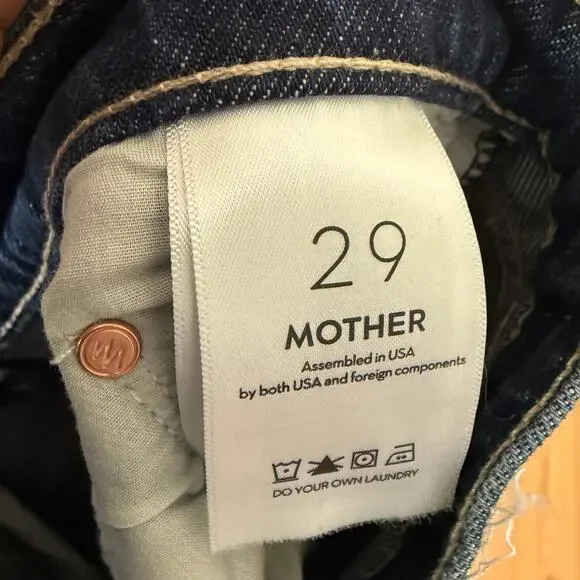 29
MOTHER
Assembled in USA
by both USA and foreign components
DO YOUR OWN LAUNDRY
M